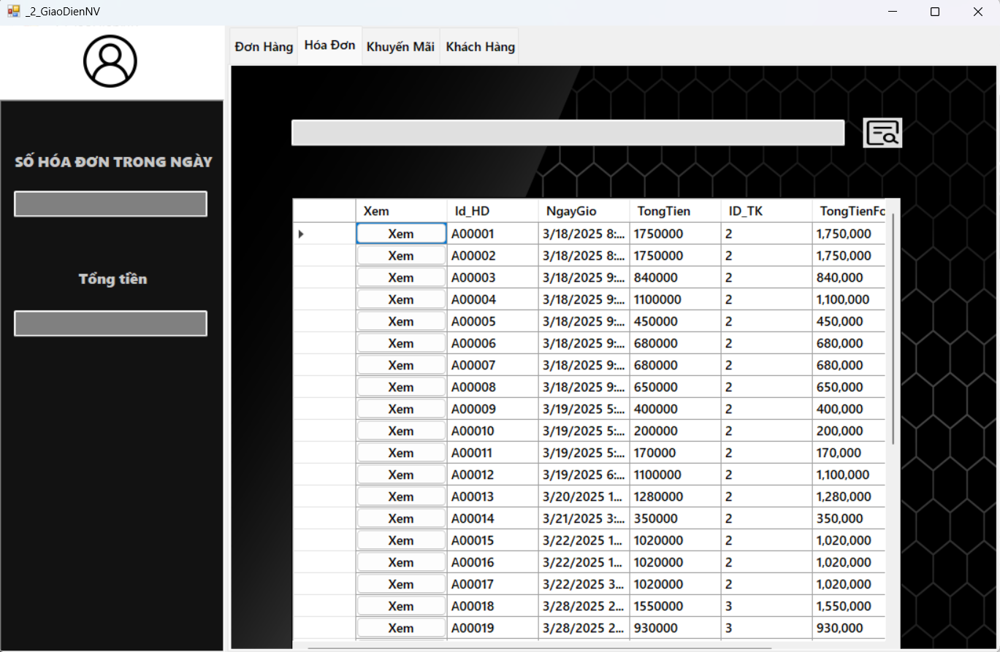 _2_GiaoDienNV
Đơn Hàng Hóa Đơn Khuyến Mãi Khách Hàng
SỐ HÓA ĐƠN TRONG NGÀY
Tổng tiền
Xem Id_HD NgayGio TongTien ID_TK TongTienFo
Xem A00001 3/18/2025 8:... 1750000 2 1,750,000
Xem A00002 3/18/2025 8:... 1750000 2 1,750,000
Xem A00003 3/18/2025 9:... 840000 2 840,000
Xem A00004 3/18/2025 9:... 1100000 2 1,100,000
Xem A00005 3/18/2025 9:... 450000 2 450,000
Xem A00006 3/18/2025 9:... 680000 2 680,000
Xem A00007 3/18/2025 9:... 680000 2 680,000
Xem A00008 3/18/2025 9:... 650000 2 650,000
Xem A00009 3/19/2025 5:... 400000 2 400,000
Xem A00010 3/19/2025 5:... 200000 2 200,000
Xem A00011 3/19/2025 5:... 170000 2 170,000
Xem A00012 3/19/2025 6:... 1100000 2 1,100,000
Xem A00013 3/20/2025 1... 1280000 2 1,280,000
Xem A00014 3/21/2025 3:... 350000 2 350,000
Xem A00015 3/22/2025 1... 1020000 2 1,020,000
Xem A00016 3/22/2025 1... 1020000 2 1,020,000
Xem A00017 3/22/2025 3... 1020000 2 1,020,000
Xem A00018 3/28/2025 2... 1550000 3 1,550,000
Xem A00019 3/28/2025 2... 930000 3 930,000